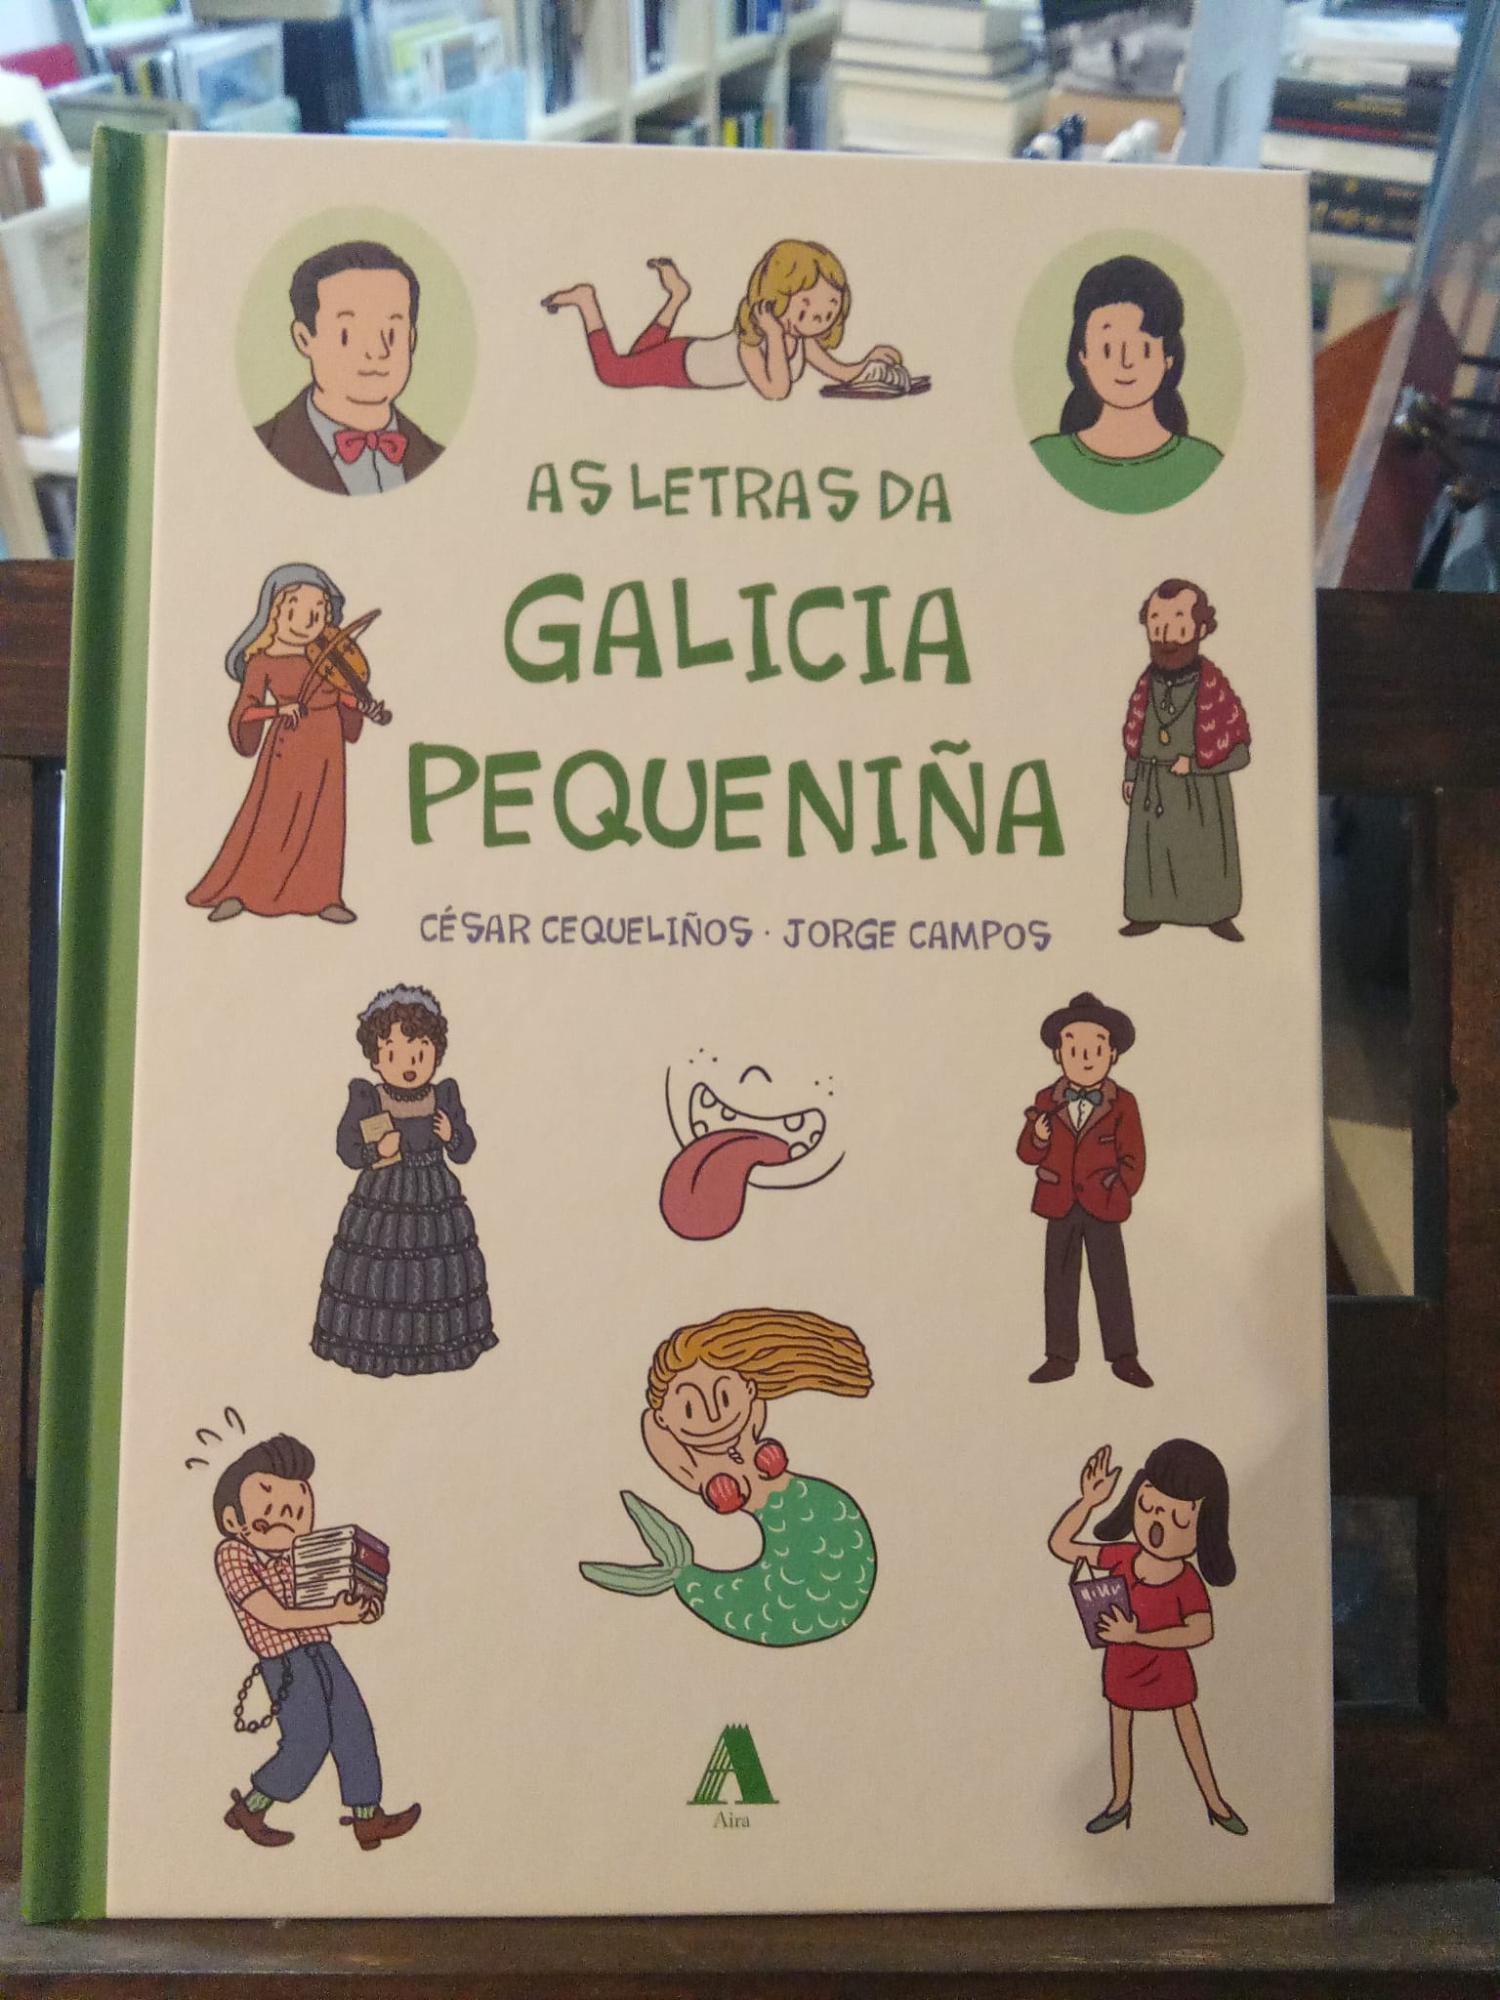 AS LETRAS DA
GALICIA
PEQUENIÑA
CÉSAR CEQUELIÑOS · JORGE CAMPOS
Aira